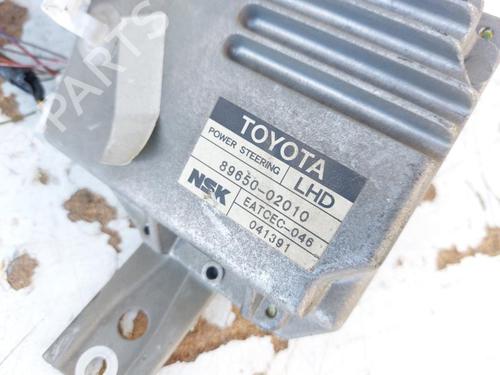 TOYOTA
POWER STEERING LHD
89650-02010
NSK EATCEC-046
041391
PARTS